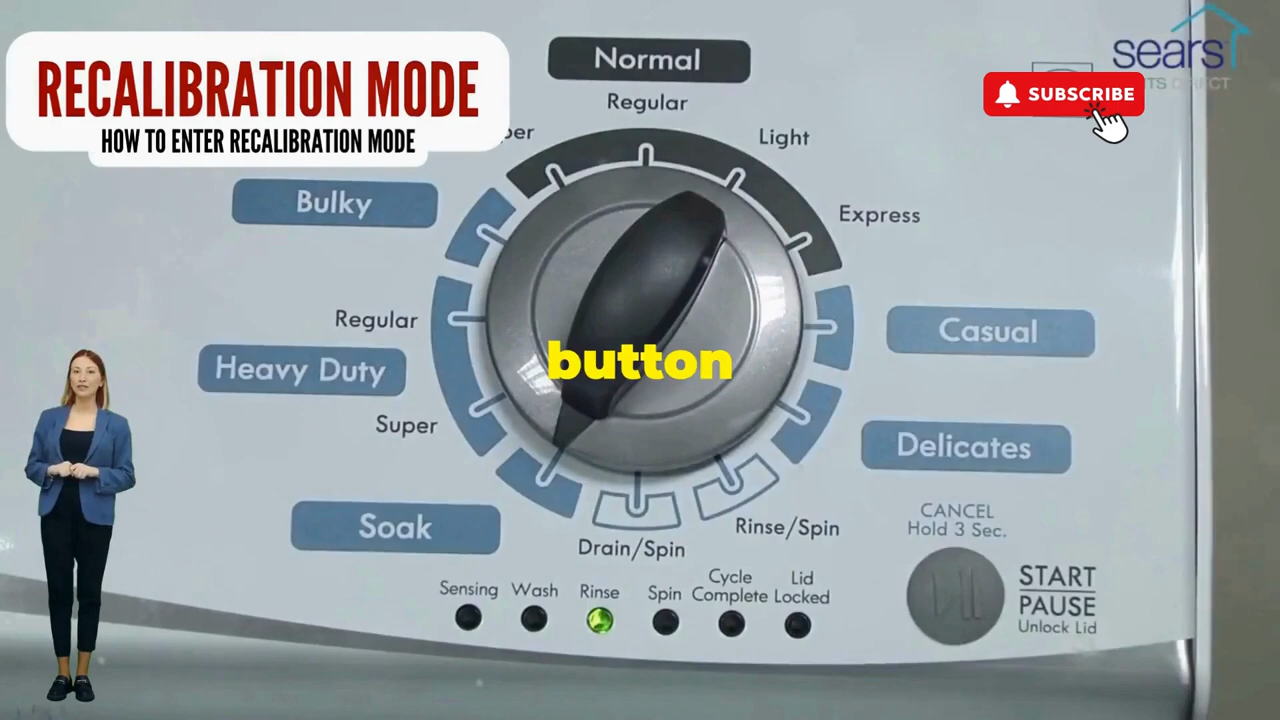 RECALIBRATION MODE
HOW TO ENTER RECALIBRATION MODE
sears
SUBSCRIBE
Normal
Regular
Light
Express
Bulky
Regular
Heavy Duty
Super
Casual
Delicates
Soak
Drain/Spin
Rinse/Spin
button
CANCEL
Hold 3 Sec.
START
PAUSE
Unlock Lid
Sensing
Wash
Rinse
Spin
Cycle
Complete
Lid
Locked